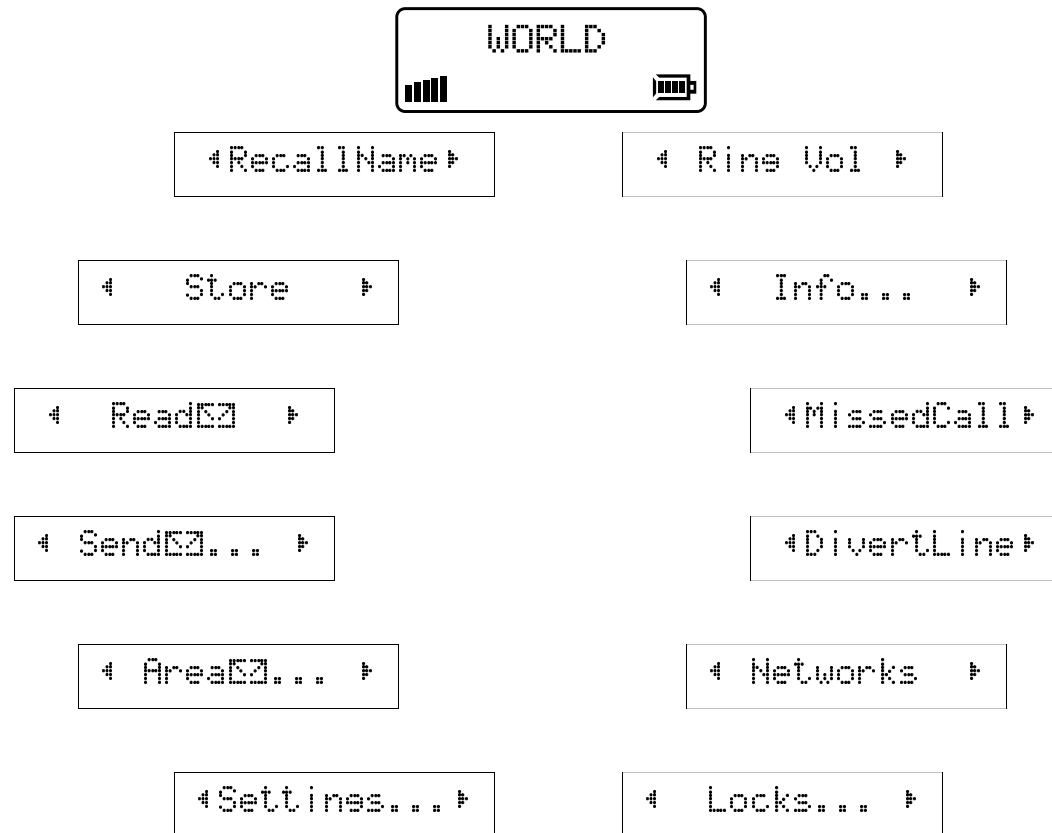 WORLD
RecallName
Ring Vol
Store
Info...
Read
MissedCall
Send...
DivertLine
Area...
Networks
Settings...
Locks...